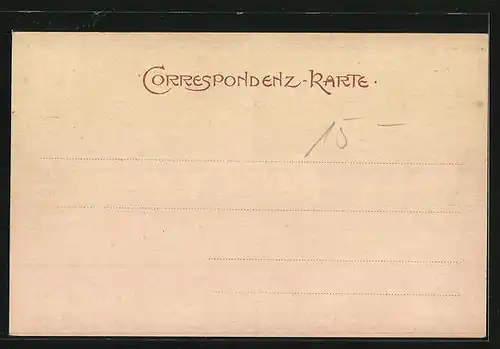 ·CORRESPONDENZ-KARTE·
15 —